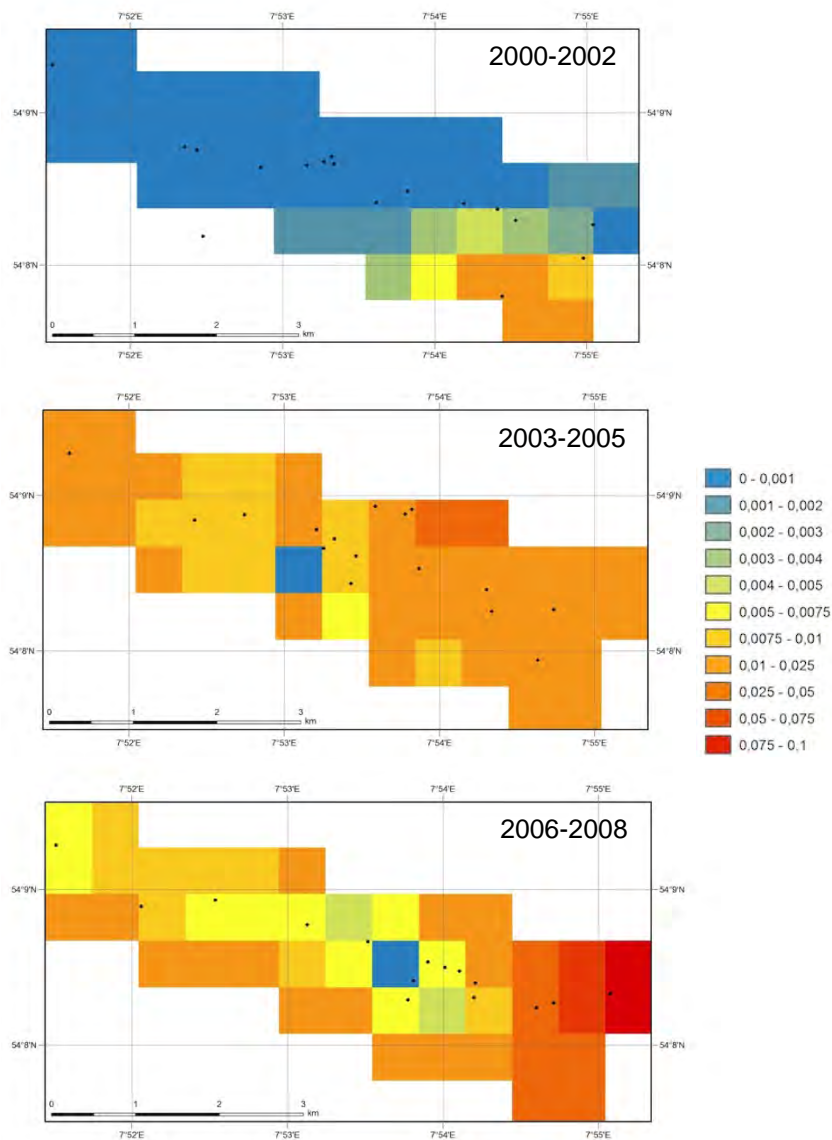 7°52'E 7°53'E 7°54'E 7°55'E
2000-2002
54°9'N 54°9'N
54°8'N 54°8'N
0 1 2 3
km
7°52'E 7°53'E 7°54'E 7°55'E
7°52'E 7°53'E 7°54'E 7°55'E
2003-2005
54°9'N 54°9'N
54°8'N 54°8'N
0 1 2 3
km
7°52'E 7°53'E 7°54'E 7°55'E
0 - 0,001
0,001 - 0,002
0,002 - 0,003
0,003 - 0,004
0,004 - 0,005
0,005 - 0,0075
0,0075 - 0,01
0,01 - 0,025
0,025 - 0,05
0,05 - 0,075
0,075 - 0,1
7°52'E 7°53'E 7°54'E 7°55'E
2006-2008
54°9'N 54°9'N
54°8'N 54°8'N
0 1 2 3
km
7°52'E 7°53'E 7°54'E 7°55'E